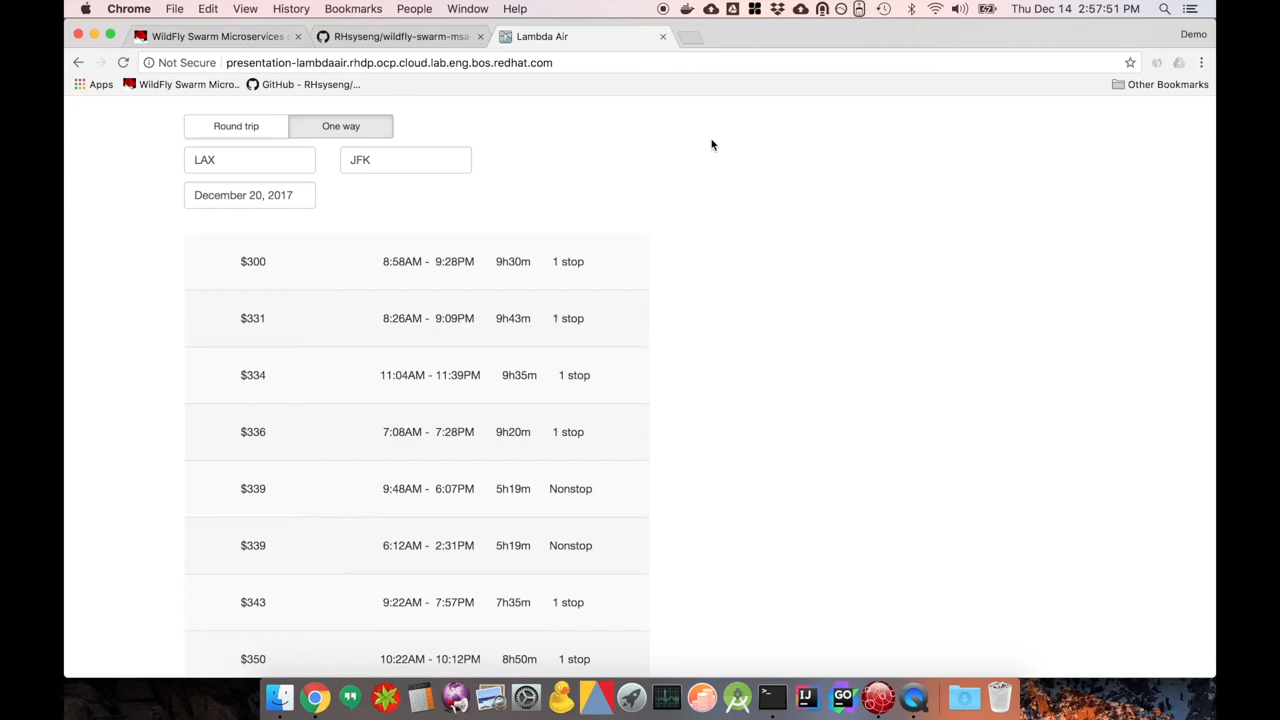 Chrome File Edit View History Bookmarks People Window Help Thu Dec 14 2:57:51 PM
WildFly Swarm Microservices RHsyseng/wildfly-swarm-msa- Lambda Air Demo
Not Secure presentation-lambdaair.rhdp.ocp.cloud.lab.eng.bos.redhat.com
Apps WildFly Swarm Micro... GitHub - RHsyseng/... Other Bookmarks
Round trip One way
LAX JFK
December 20, 2017
$300 8:58AM - 9:28PM 9h30m 1 stop
$331 8:26AM - 9:09PM 9h43m 1 stop
$334 11:04AM - 11:39PM 9h35m 1 stop
$336 7:08AM - 7:28PM 9h20m 1 stop
$339 9:48AM - 6:07PM 5h19m Nonstop
$339 6:12AM - 2:31PM 5h19m Nonstop
$343 9:22AM - 7:57PM 7h35m 1 stop
$350 10:22AM - 10:12PM 8h50m 1 stop
IJ GO